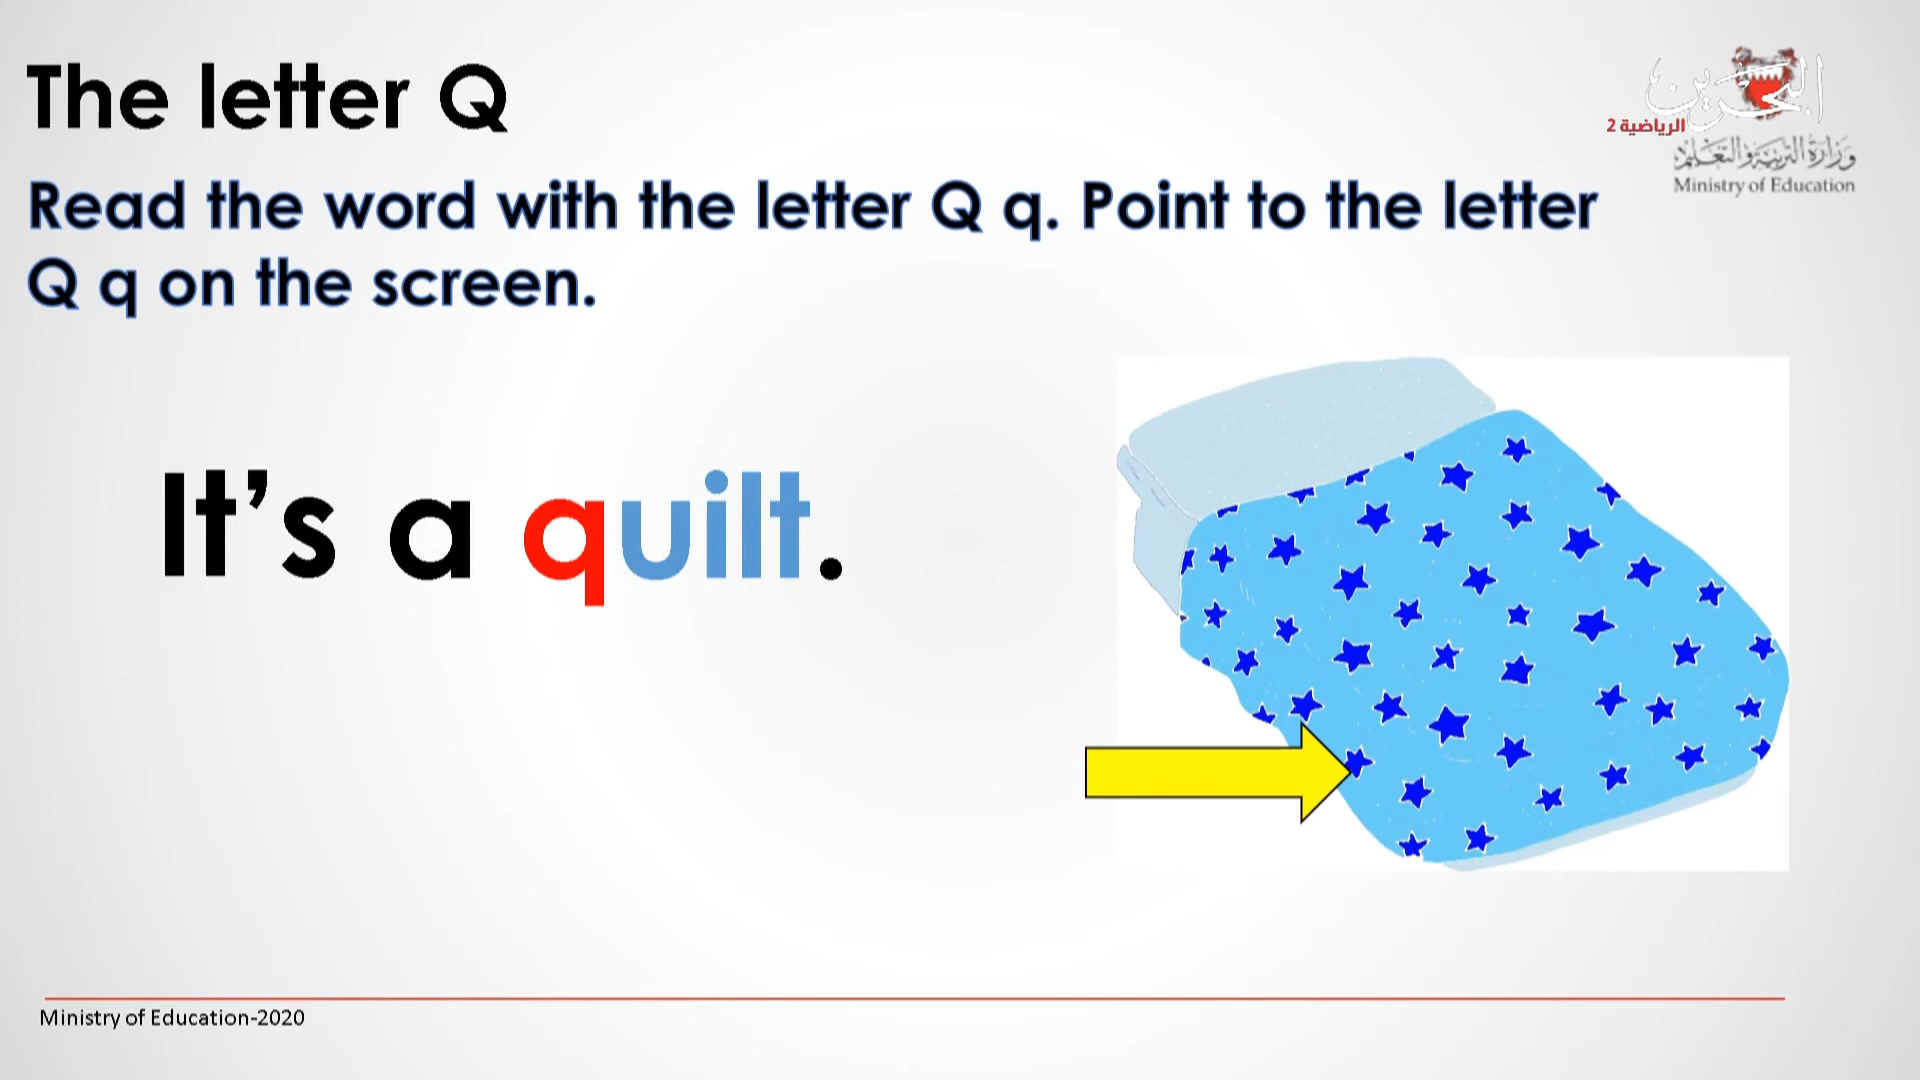 The letter Q
البحرين
الرياضية 2
وزارة التربية والتعليم
Ministry of Education
Read the word with the letter Q q. Point to the letter
Q q on the screen.
It's a quilt.
Ministry of Education-2020